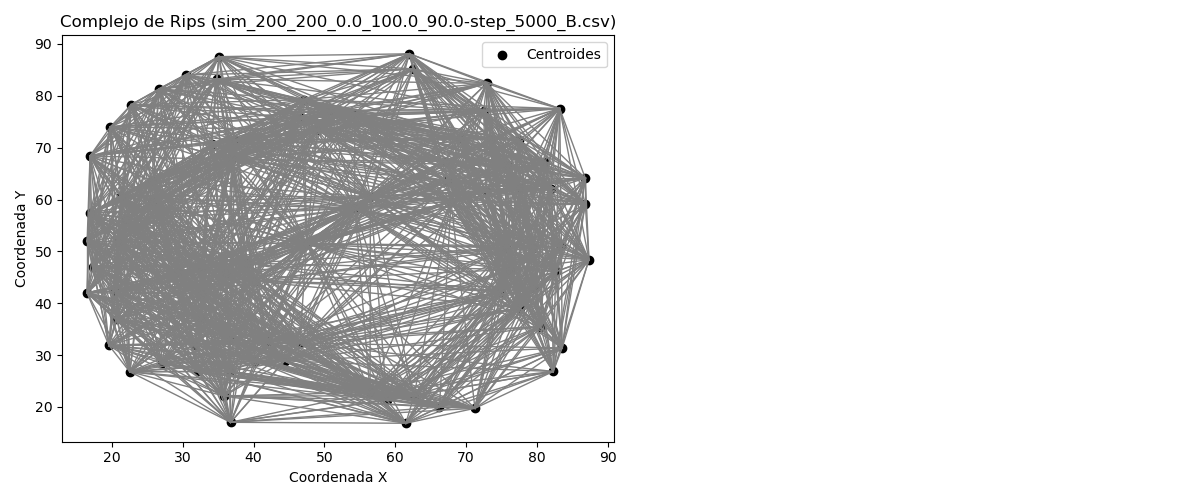 Complejo de Rips (sim_200_200_0.0_100.0_90.0-step_5000_B.csv)
Centroides
90
80
70
60
50
40
30
20
Coordenada Y
20 30 40 50 60 70 80 90
Coordenada X